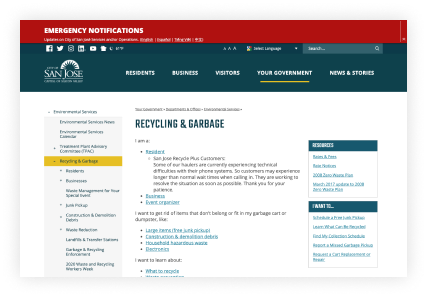 EMERGENCY NOTIFICATIONS
Updates on City of San José services and/or Operations. English | Español | Tiếng Việt | 中文
A A A Select Language Search...
CITY OF
SAN JOSE
CAPITAL OF SILICON VALLEY
RESIDENTS BUSINESS VISITORS YOUR GOVERNMENT NEWS & STORIES
Environmental Services
Environmental Services News
Environmental Services
Calendar
Treatment Plant Advisory
Committee (TPAC)
Recycling & Garbage
Residents
Businesses
Waste Management for Your
Special Event
Junk Pickup
Construction & Demolition
Debris
Waste Reduction
Landfills & Transfer Stations
Garbage & Recycling
Enforcement
2020 Waste and Recycling
Workers Week
Your Government » Departments & Offices » Environmental Services »
RECYCLING & GARBAGE
I am a:
Resident
San Jose Recycle Plus Customers:
Some of our haulers are currently experiencing technical
difficulties with their phone systems. So customers may experience
longer than normal wait times when calling in. They are working to
resolve the situation as soon as possible. Thank you for your
patience.
Business
Event organizer
I want to get rid of items that don't belong or fit in my garbage cart or
dumpster, like:
Large items (free junk pickup)
Construction & demolition debris
Household hazardous waste
Electronics
I want to learn about:
What to recycle
RESOURCES
Rates & Fees
Rate Notices
2008 Zero Waste Plan
March 2017 update to 2008
Zero Waste Plan
I WANT TO...
Schedule a Free Junk Pickup
Learn What Can Be Recycled
Find My Collection Schedule
Report a Missed Garbage Pickup
Request a Cart Replacement or
Repair